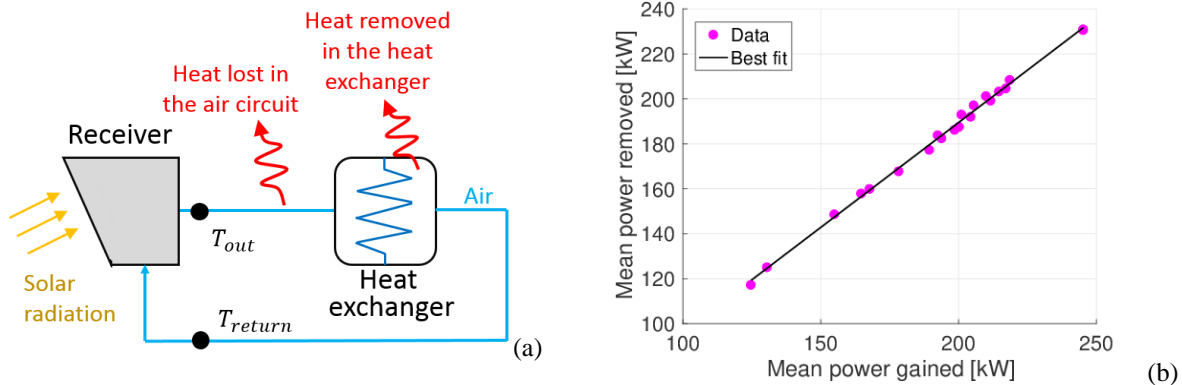 Heat removed
in the heat
exchanger
Heat lost in
the air circuit
Receiver
Air
T_out
Solar
radiation
Heat
exchanger
T_return
(a)
240
220
200
180
160
140
120
100
Mean power removed [kW]
Data
Best fit
100
150
200
250
Mean power gained [kW]
(b)